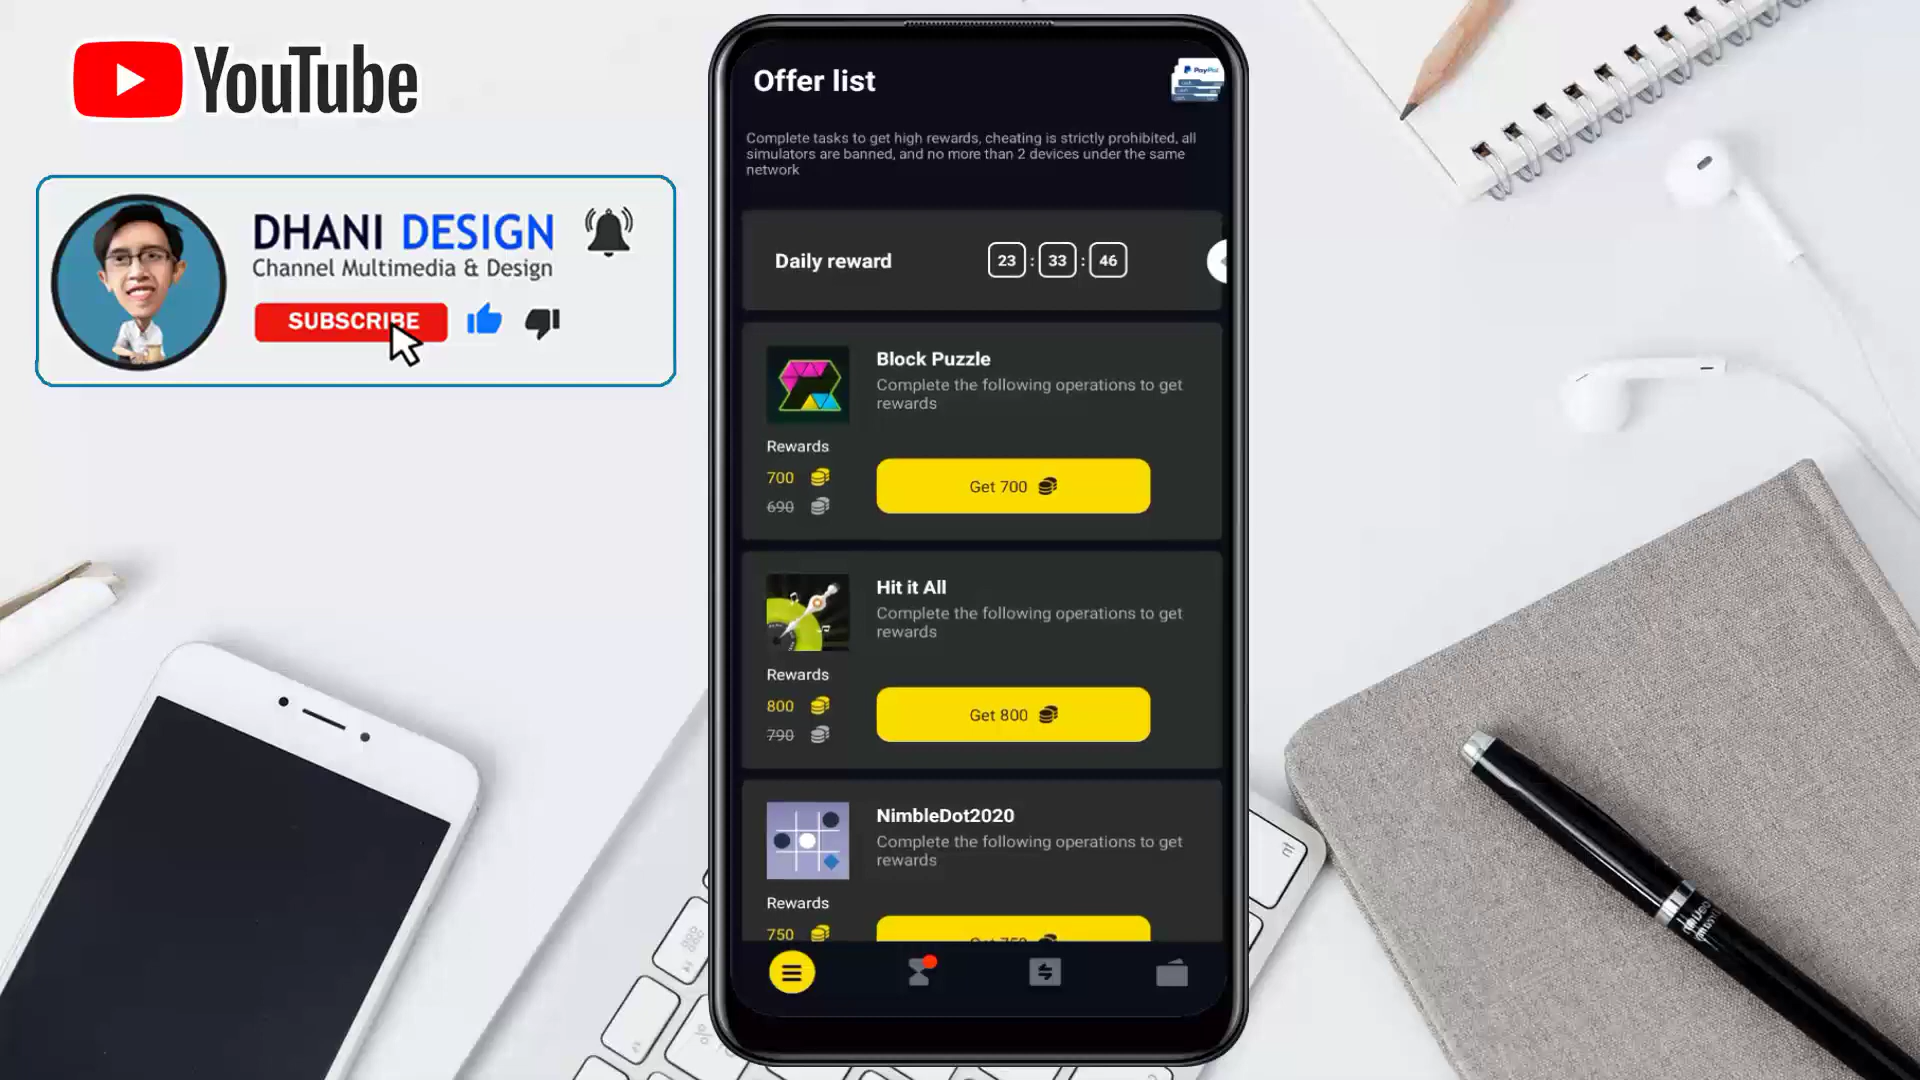 YouTube
DHANI DESIGN
Channel Multimedia & Design
SUBSCRIBE
Offer list
PayPal
Complete tasks to get high rewards, cheating is strictly prohibited, all
simulators are banned, and no more than 2 devices under the same
network
Daily reward
23 : 33 : 46
Block Puzzle
Complete the following operations to get
rewards
Rewards
700
690
Get 700
Hit it All
Complete the following operations to get
rewards
Rewards
800
790
Get 800
NimbleDot2020
Complete the following operations to get
rewards
Rewards
750
Get 750